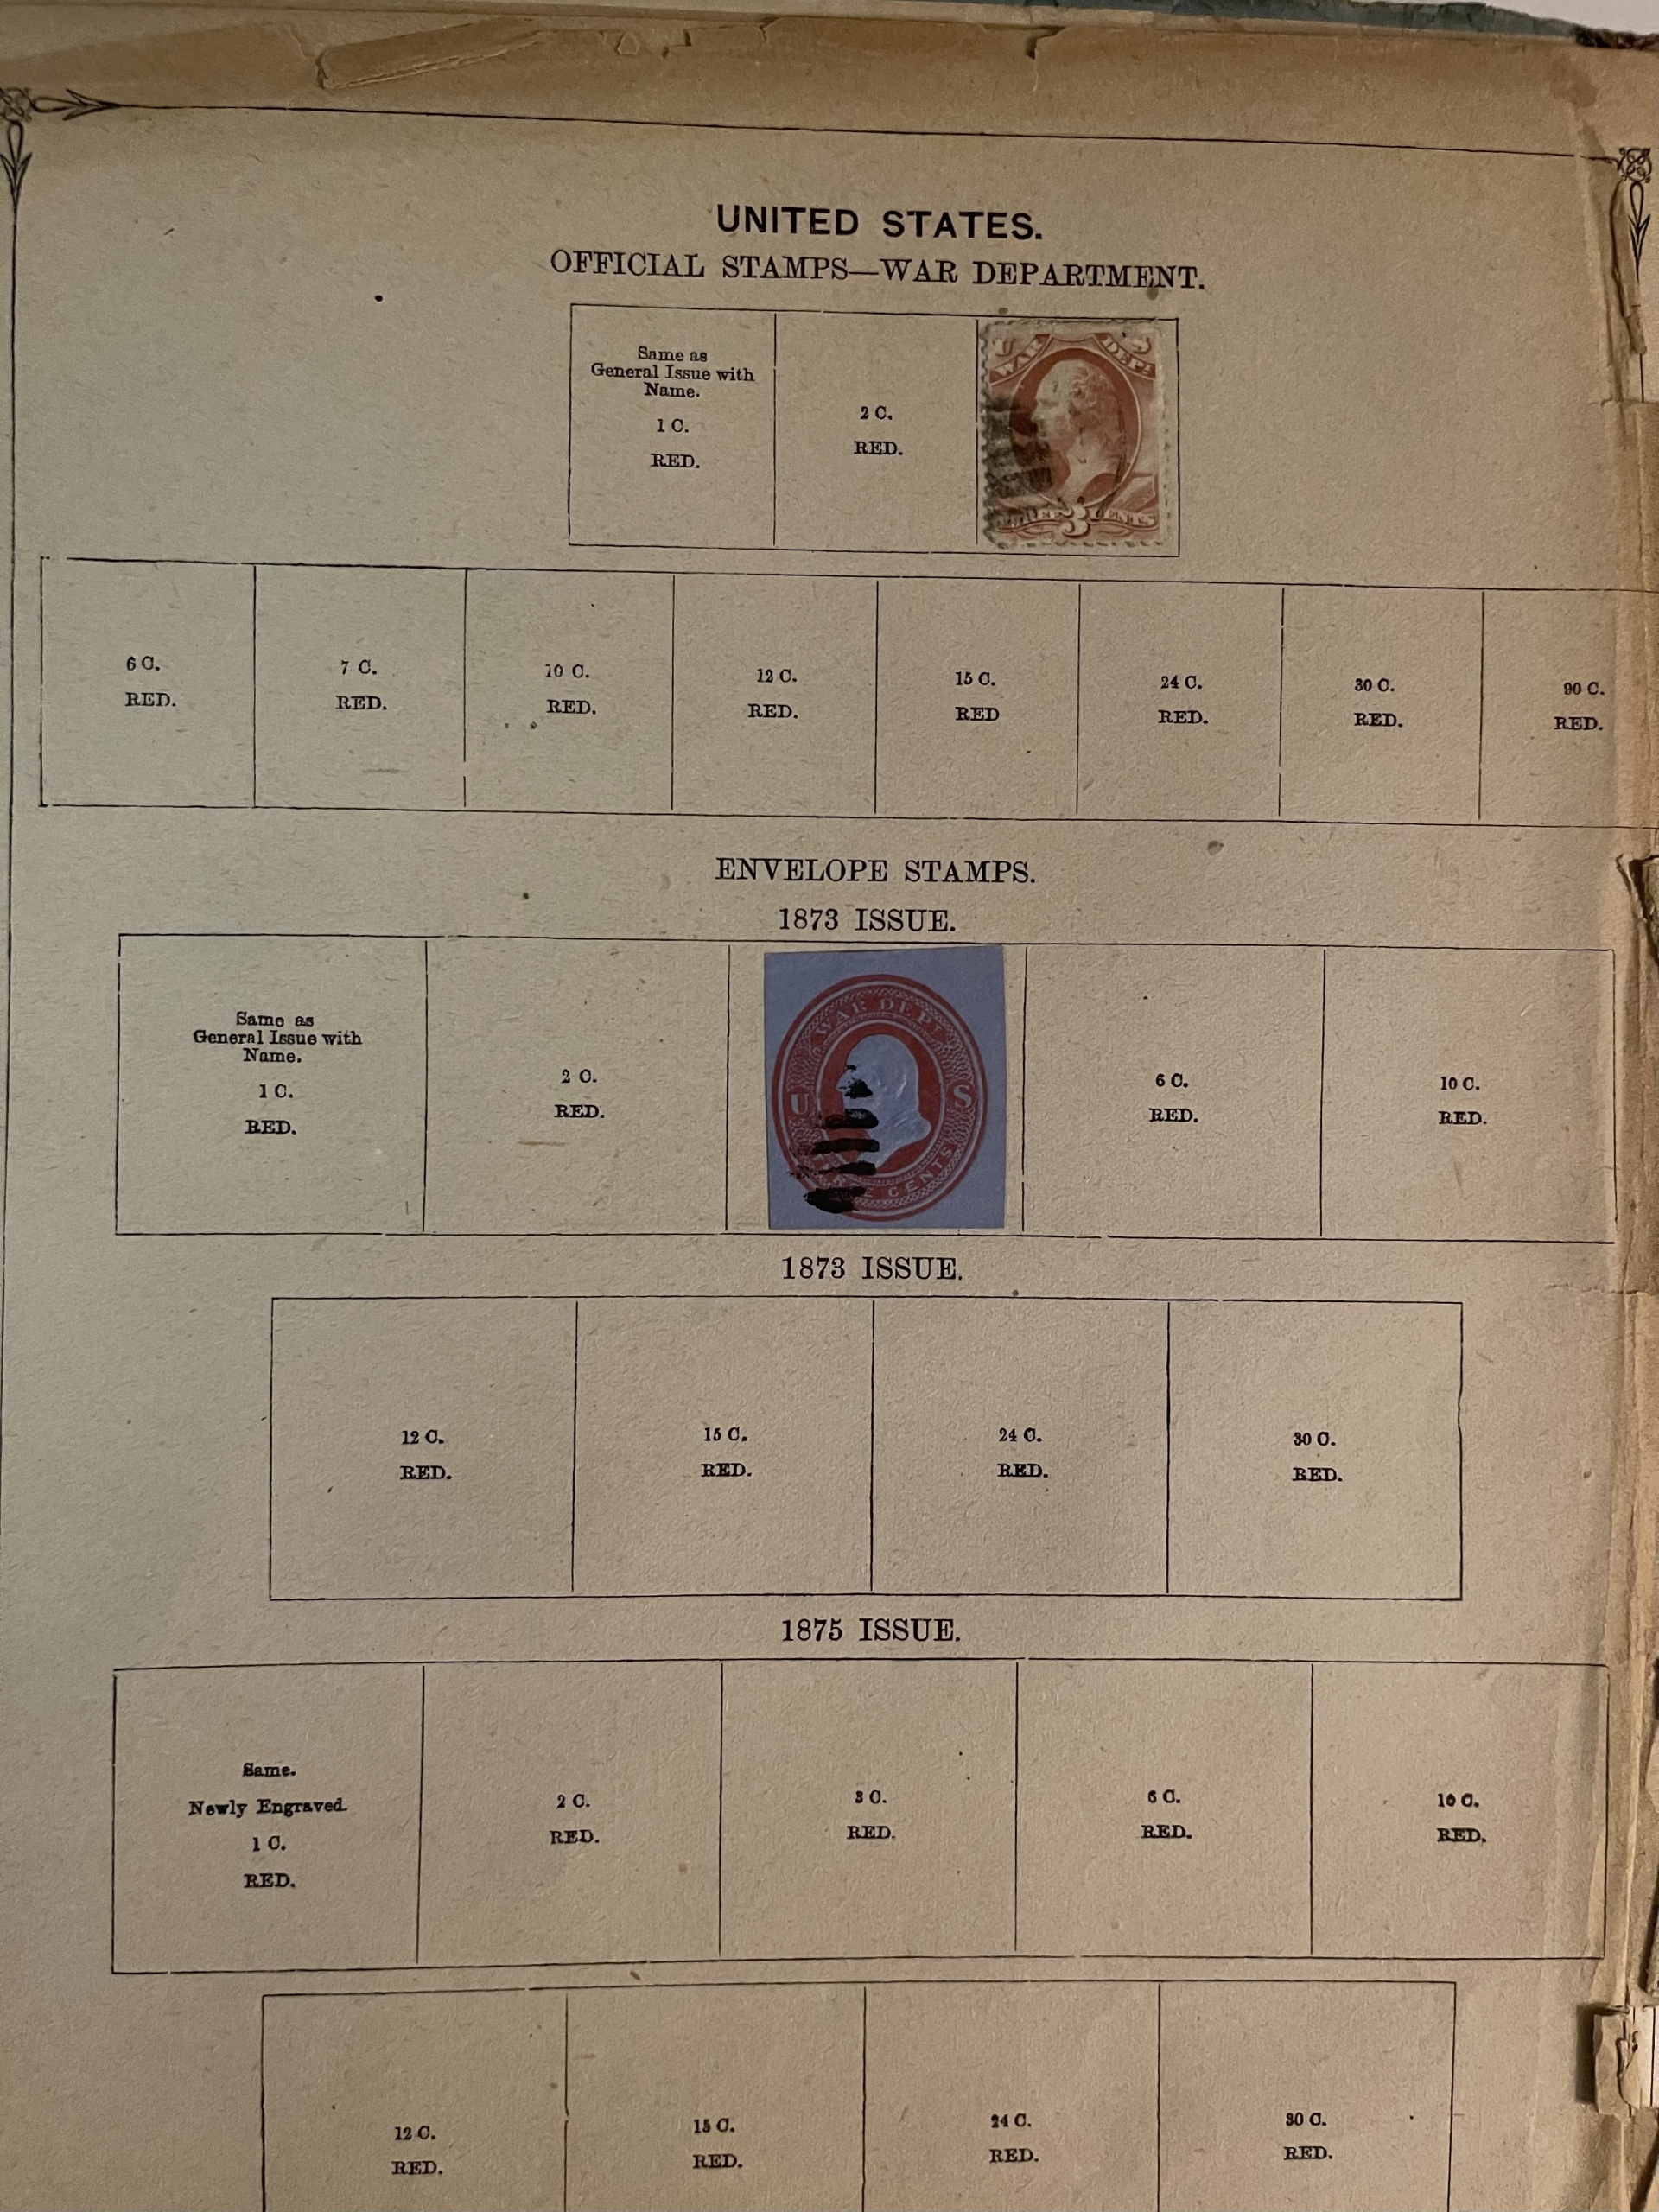 UNITED STATES.
OFFICIAL STAMPS—WAR DEPARTMENT.
Same as
General Issue with
Name.
1 C.
RED.
2 C.
RED.
U S
WAR DEPT.
THREE 3 CENTS
6 C.
RED.
7 C.
RED.
10 C.
RED.
12 C.
RED.
15 C.
RED
24 C.
RED.
30 C.
RED.
90 C.
RED.
ENVELOPE STAMPS.
1873 ISSUE.
Same as
General Issue with
Name.
1 C.
RED.
2 C.
RED.
WAR DEPT.
U S
CENTS
6 C.
RED.
10 C.
RED.
1873 ISSUE.
12 C.
RED.
15 C.
RED.
24 C.
RED.
30 C.
RED.
1875 ISSUE.
Same.
Newly Engraved.
1 C.
RED.
2 C.
RED.
3 C.
RED.
6 C.
RED.
10 C.
RED.
12 C.
RED.
15 C.
RED.
24 C.
RED.
30 C.
RED.